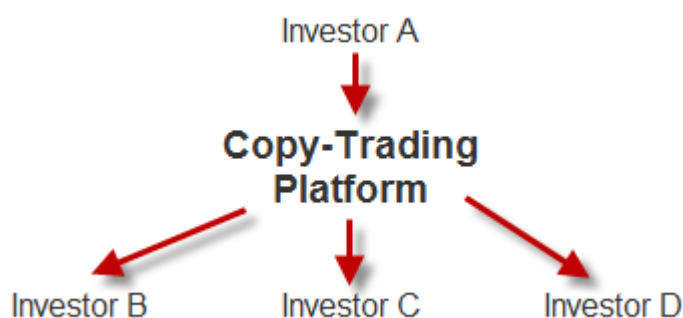 Investor A
Copy-Trading
Platform
Investor B
Investor C
Investor D